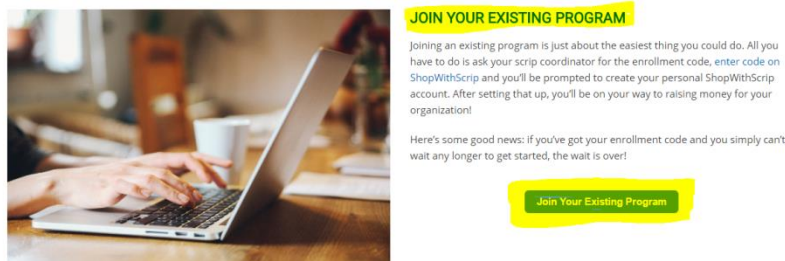 JOIN YOUR EXISTING PROGRAM
Joining an existing program is just about the easiest thing you could do. All you
have to do is ask your scrip coordinator for the enrollment code, enter code on
ShopWithScrip and you'll be prompted to create your personal ShopWithScrip
account. After setting that up, you'll be on your way to raising money for your
organization!
Here's some good news: if you've got your enrollment code and you simply can't
wait any longer to get started, the wait is over!
Join Your Existing Program